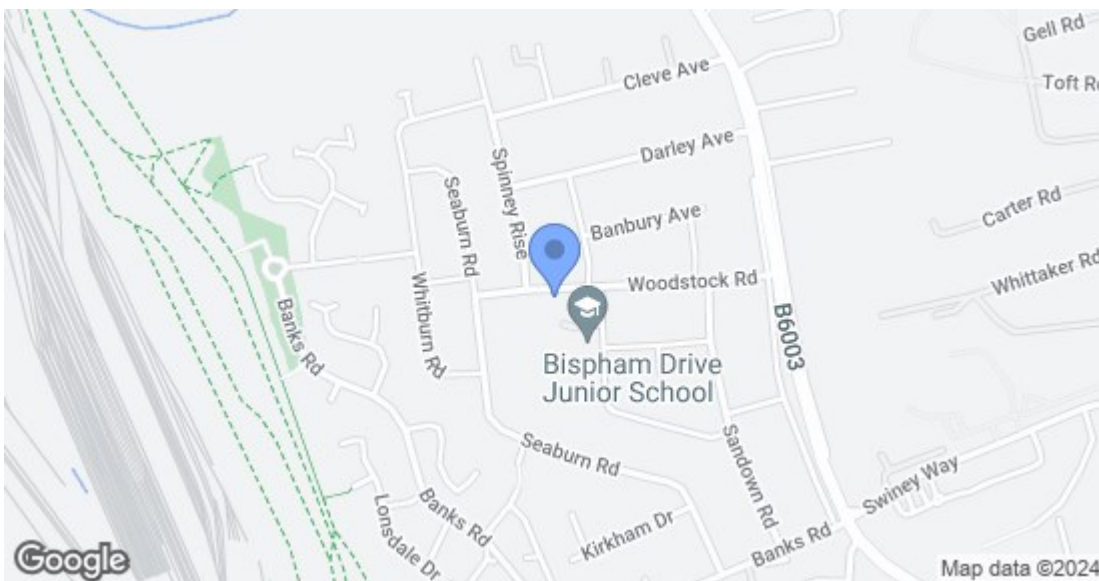 Gell Rd
Cleve Ave
Toft Rd
Darley Ave
Spinney Rise
Seaburn Rd
Banbury Ave
Carter Rd
Whittaker Rd
Woodstock Rd
Whitburn Rd
Banks Rd
B6003
Bispham Drive
Junior School
Seaburn Rd
Sandown Rd
Swiney Way
Lonsdale Dr
Banks Rd
Kirkham Dr
Banks Rd
Google
Map data ©2024